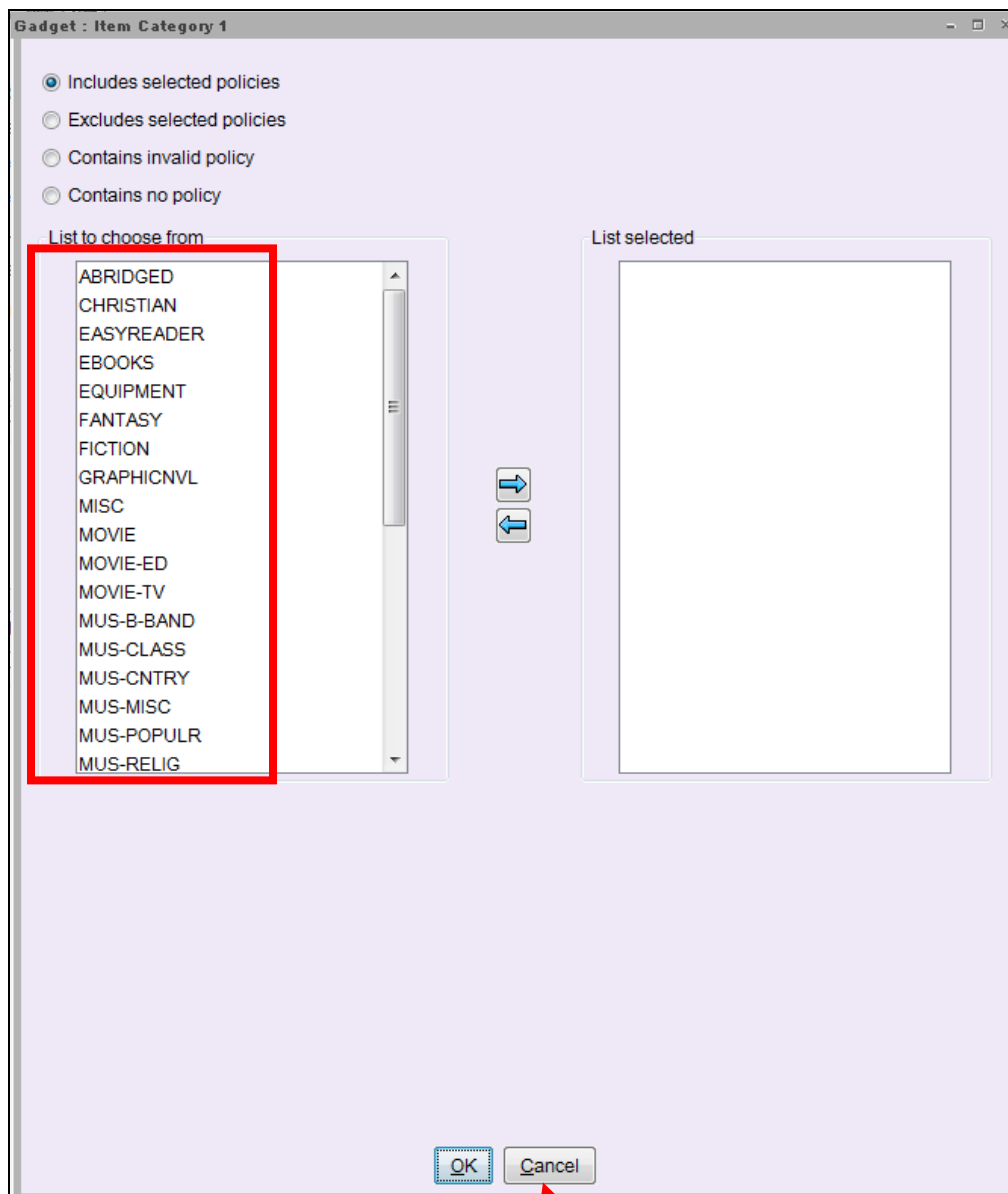 Gadget : Item Category 1
Includes selected policies
Excludes selected policies
Contains invalid policy
Contains no policy
List to choose from
ABRIDGED
CHRISTIAN
EASYREADER
EBOOKS
EQUIPMENT
FANTASY
FICTION
GRAPHICNVL
MISC
MOVIE
MOVIE-ED
MOVIE-TV
MUS-B-BAND
MUS-CLASS
MUS-CNTRY
MUS-MISC
MUS-POPULR
MUS-RELIG
List selected
OK
Cancel